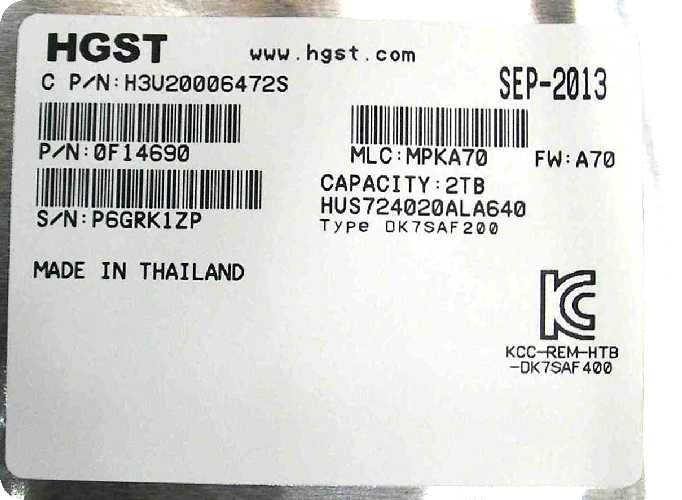 HGST www.hgst.com
C P/N:H3U20006472S SEP-2013
P/N:0F14690 MLC:MPKA70 FW:A70
CAPACITY:2TB
HUS724020ALA640
S/N:P6GRK1ZP Type DK7SAF200
MADE IN THAILAND
KCC-REM-HTB
-DK7SAF400